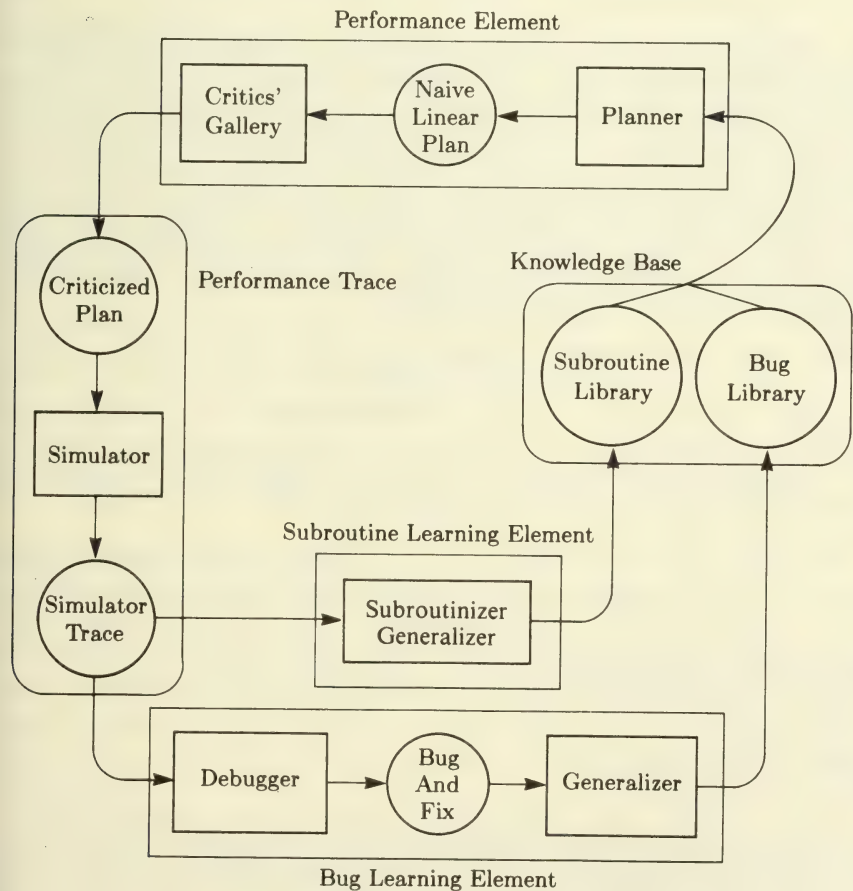 Performance Element
Critics'
Gallery
Naive
Linear
Plan
Planner
Criticized
Plan
Performance Trace
Knowledge Base
Subroutine
Library
Bug
Library
Simulator
Subroutine Learning Element
Simulator
Trace
Subroutinizer
Generalizer
Debugger
Bug
And
Fix
Generalizer
Bug Learning Element